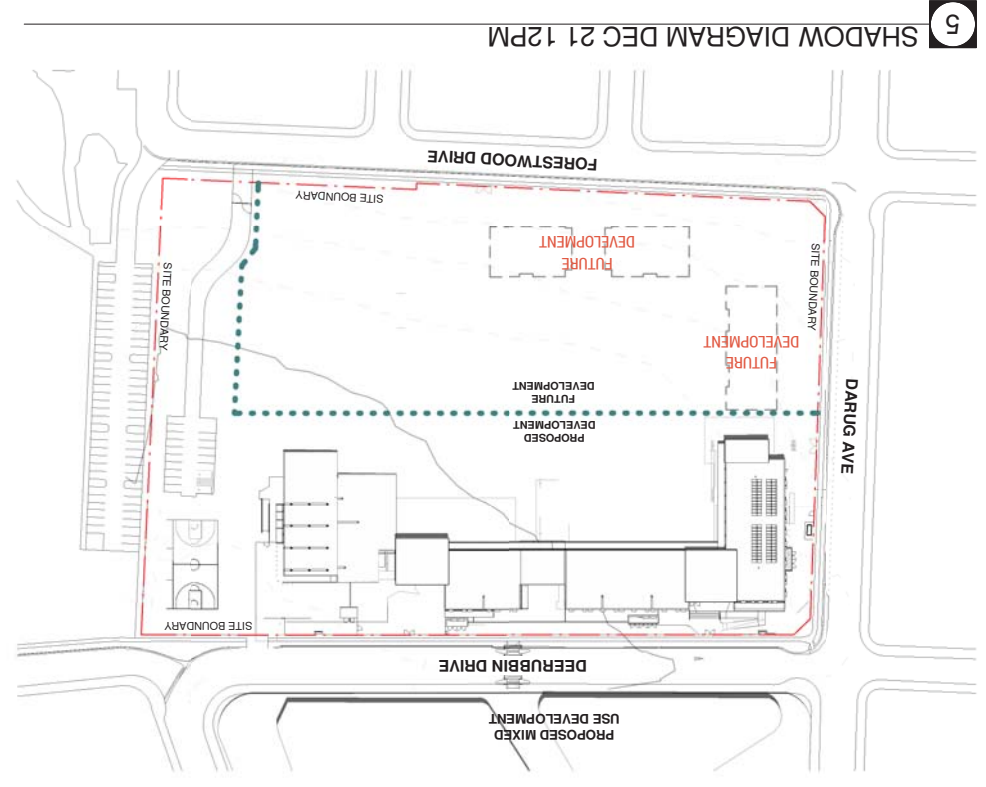 PROPOSED MIXED
USE DEVELOPMENT
DEERUBBIN DRIVE
SITE BOUNDARY
PROPOSED
DEVELOPMENT
FUTURE
DEVELOPMENT
DARUG AVE
FUTURE
DEVELOPMENT
SITE BOUNDARY
SITE BOUNDARY
FUTURE
DEVELOPMENT
SITE BOUNDARY
FORESTWOOD DRIVE
5
SHADOW DIAGRAM DEC 21 12PM